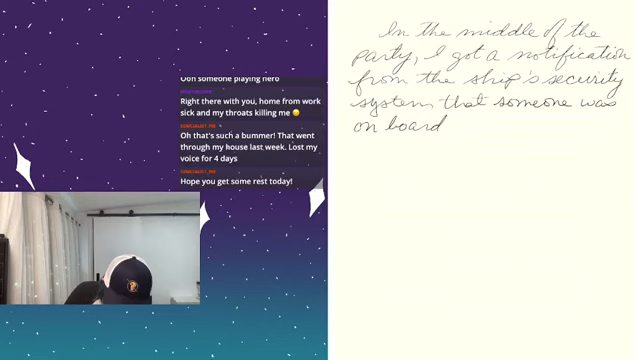 Ooh someone playing hero
Right there with you, home from work
sick and my throats killing me 😕
Oh that's such a bummer! That went
through my house last week. Lost my
voice for 4 days
Hope you get some rest today!
In the middle of the
party, I got a notification
from the ship's security
system that someone was
on board